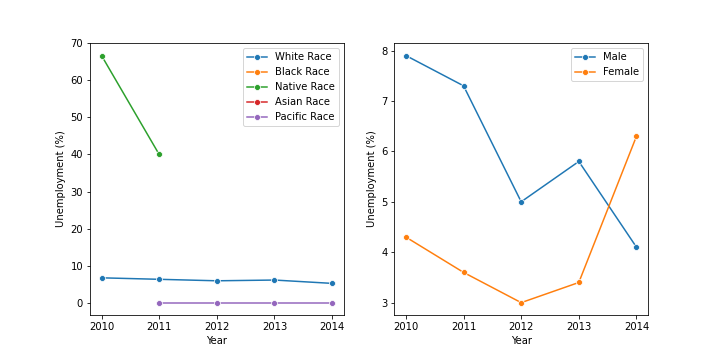 70
60
50
40
30
20
10
0
Unemployment (%)
2010 2011 2012 2013 2014
Year
White Race
Black Race
Native Race
Asian Race
Pacific Race
8
7
6
5
4
3
Unemployment (%)
2010 2011 2012 2013 2014
Year
Male
Female